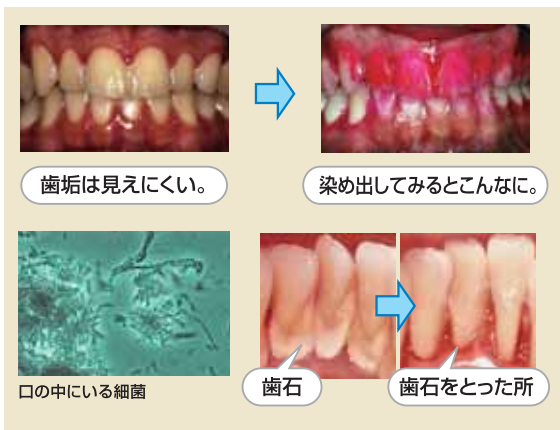 歯垢は見えにくい。
染め出してみるとこんなに。
口の中にいる細菌
歯石
歯石をとった所